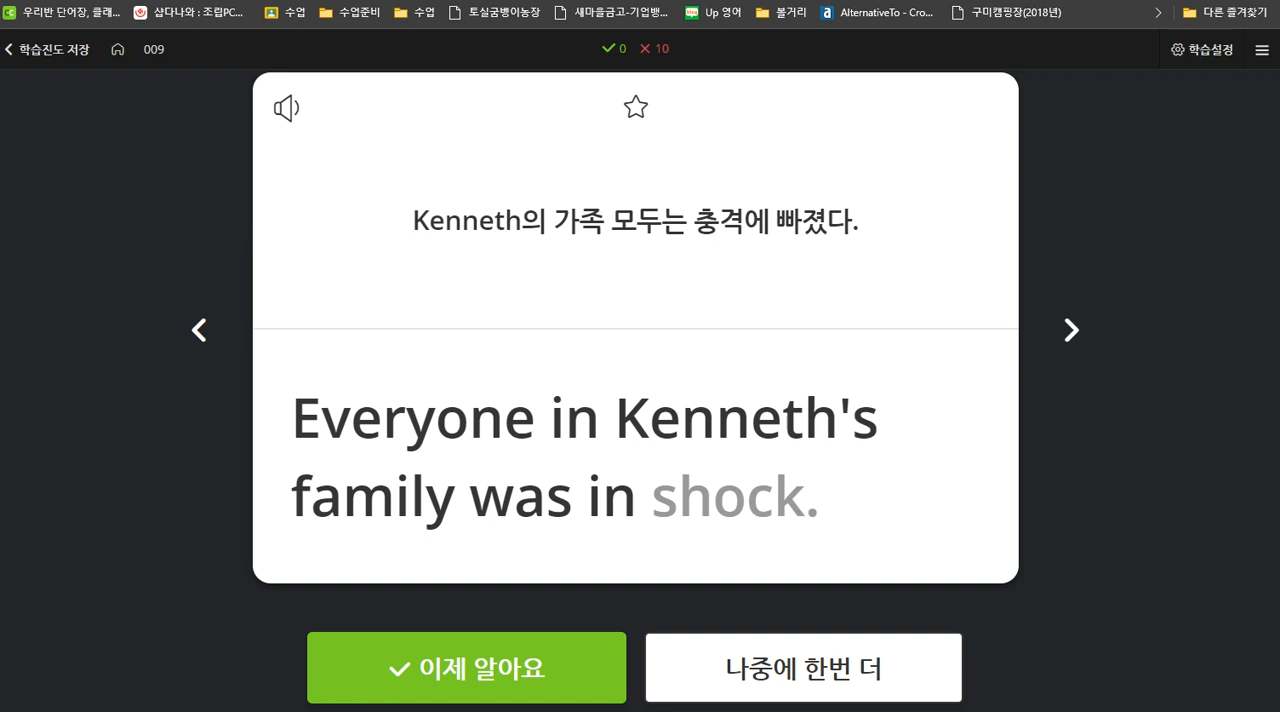 우리반 단어장, 클래... 샵다나와 : 조립PC... 수업 수업준비 수업 토실굼벵이농장 새마을금고-기업뱅... Up 영어 볼거리 AlternativeTo - Cro... 구미캠핑장(2018년) 다른 즐겨찾기
학습진도 저장 009 0 10 학습설정
Kenneth의 가족 모두는 충격에 빠졌다.
Everyone in Kenneth's
family was in shock.
이제 알아요 나중에 한번 더